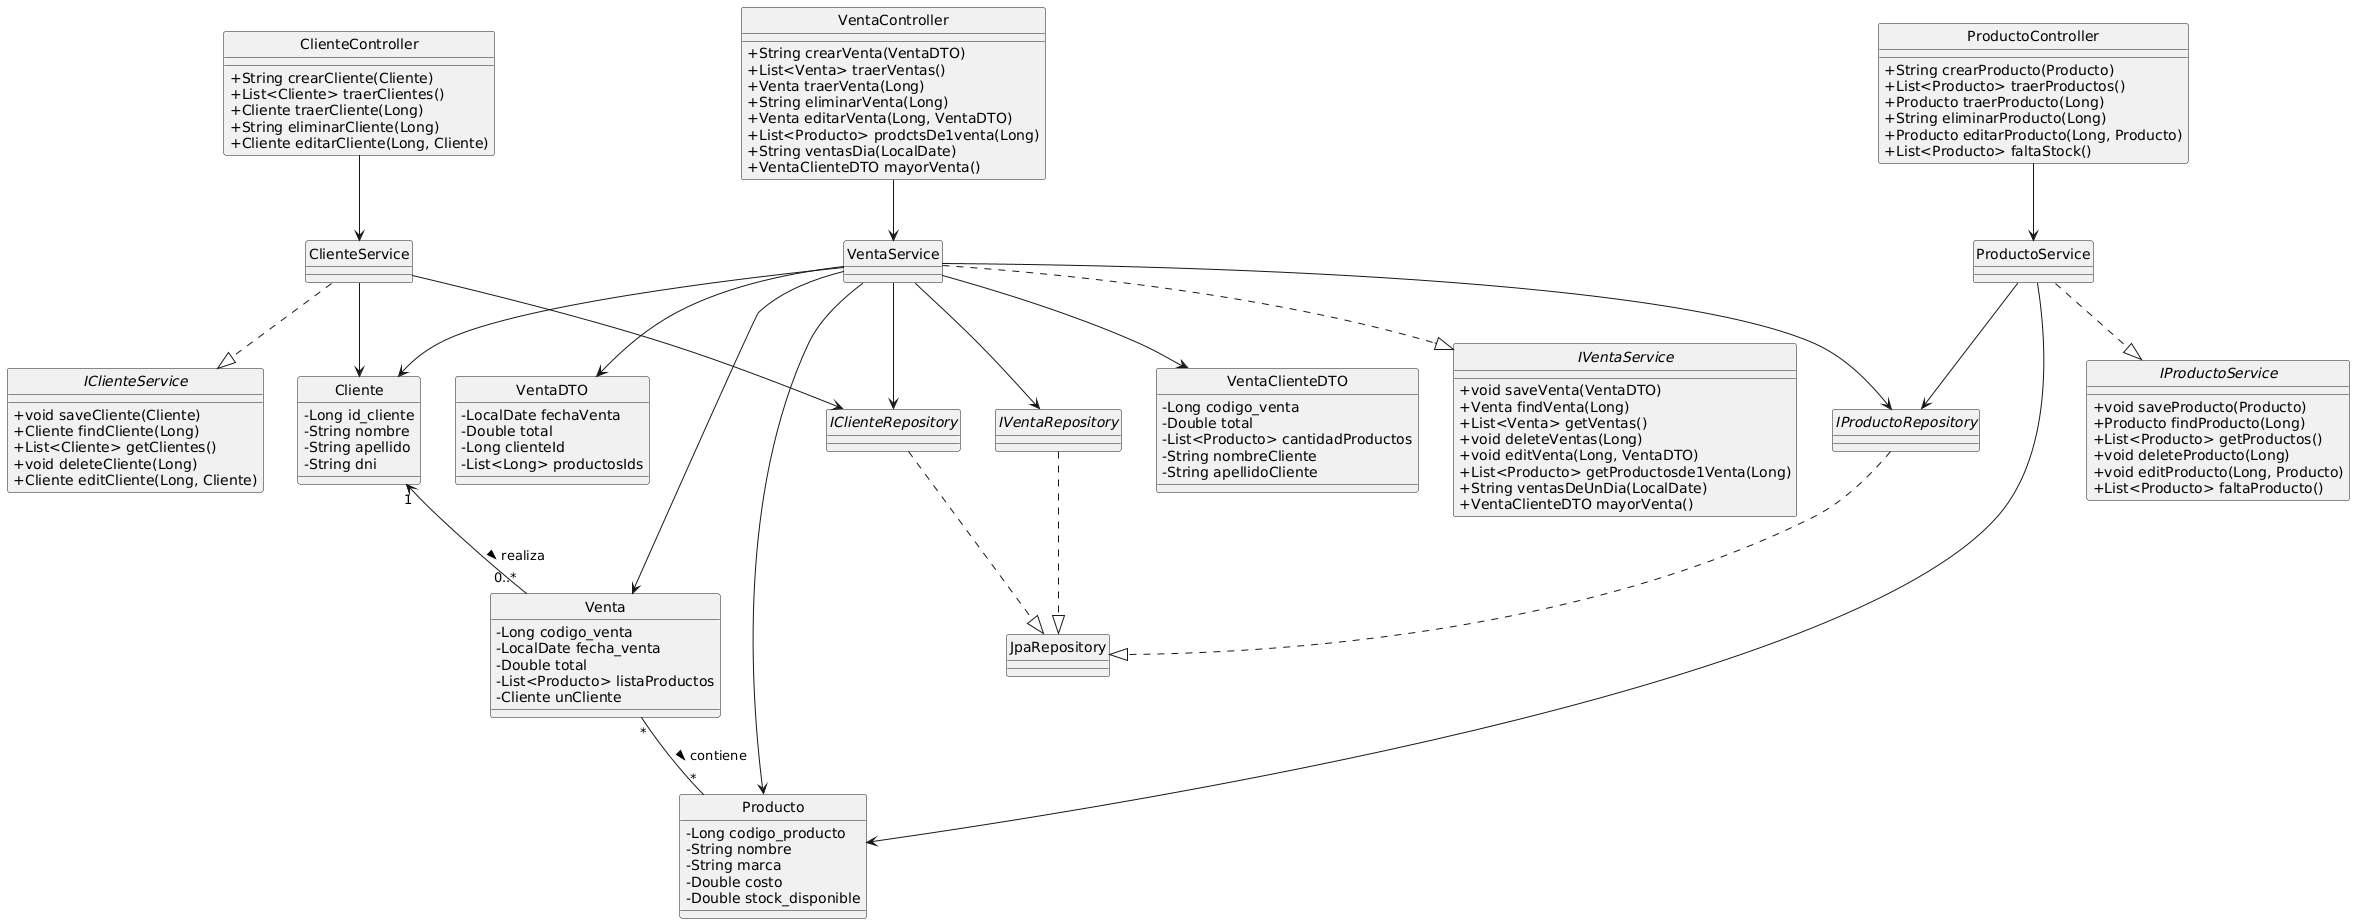 ClienteController
+String crearCliente(Cliente)
+List<Cliente> traerClientes()
+Cliente traerCliente(Long)
+String eliminarCliente(Long)
+Cliente editarCliente(Long, Cliente)
VentaController
+String crearVenta(VentaDTO)
+List<Venta> traerVentas()
+Venta traerVenta(Long)
+String eliminarVenta(Long)
+Venta editarVenta(Long, VentaDTO)
+List<Producto> prodctsDe1venta(Long)
+String ventasDia(LocalDate)
+VentaClienteDTO mayorVenta()
ProductoController
+String crearProducto(Producto)
+List<Producto> traerProductos()
+Producto traerProducto(Long)
+String eliminarProducto(Long)
+Producto editarProducto(Long, Producto)
+List<Producto> faltaStock()
ClienteService
VentaService
ProductoService
IClienteService
+void saveCliente(Cliente)
+Cliente findCliente(Long)
+List<Cliente> getClientes()
+void deleteCliente(Long)
+Cliente editCliente(Long, Cliente)
Cliente
-Long id_cliente
-String nombre
-String apellido
-String dni
VentaDTO
-LocalDate fechaVenta
-Double total
-Long clienteId
-List<Long> productosIds
IClienteRepository
IVentaRepository
VentaClienteDTO
-Long codigo_venta
-Double total
-List<Producto> cantidadProductos
-String nombreCliente
-String apellidoCliente
IVentaService
+void saveVenta(VentaDTO)
+Venta findVenta(Long)
+List<Venta> getVentas()
+void deleteVentas(Long)
+void editVenta(Long, VentaDTO)
+List<Producto> getProductosde1Venta(Long)
+String ventasDeUnDia(LocalDate)
+VentaClienteDTO mayorVenta()
IProductoRepository
IProductoService
+void saveProducto(Producto)
+Producto findProducto(Long)
+List<Producto> getProductos()
+void deleteProducto(Long)
+void editProducto(Long, Producto)
+List<Producto> faltaProducto()
1
realiza
0..*
Venta
-Long codigo_venta
-LocalDate fecha_venta
-Double total
-List<Producto> listaProductos
-Cliente unCliente
JpaRepository
*
contiene
*
Producto
-Long codigo_producto
-String nombre
-String marca
-Double costo
-Double stock_disponible